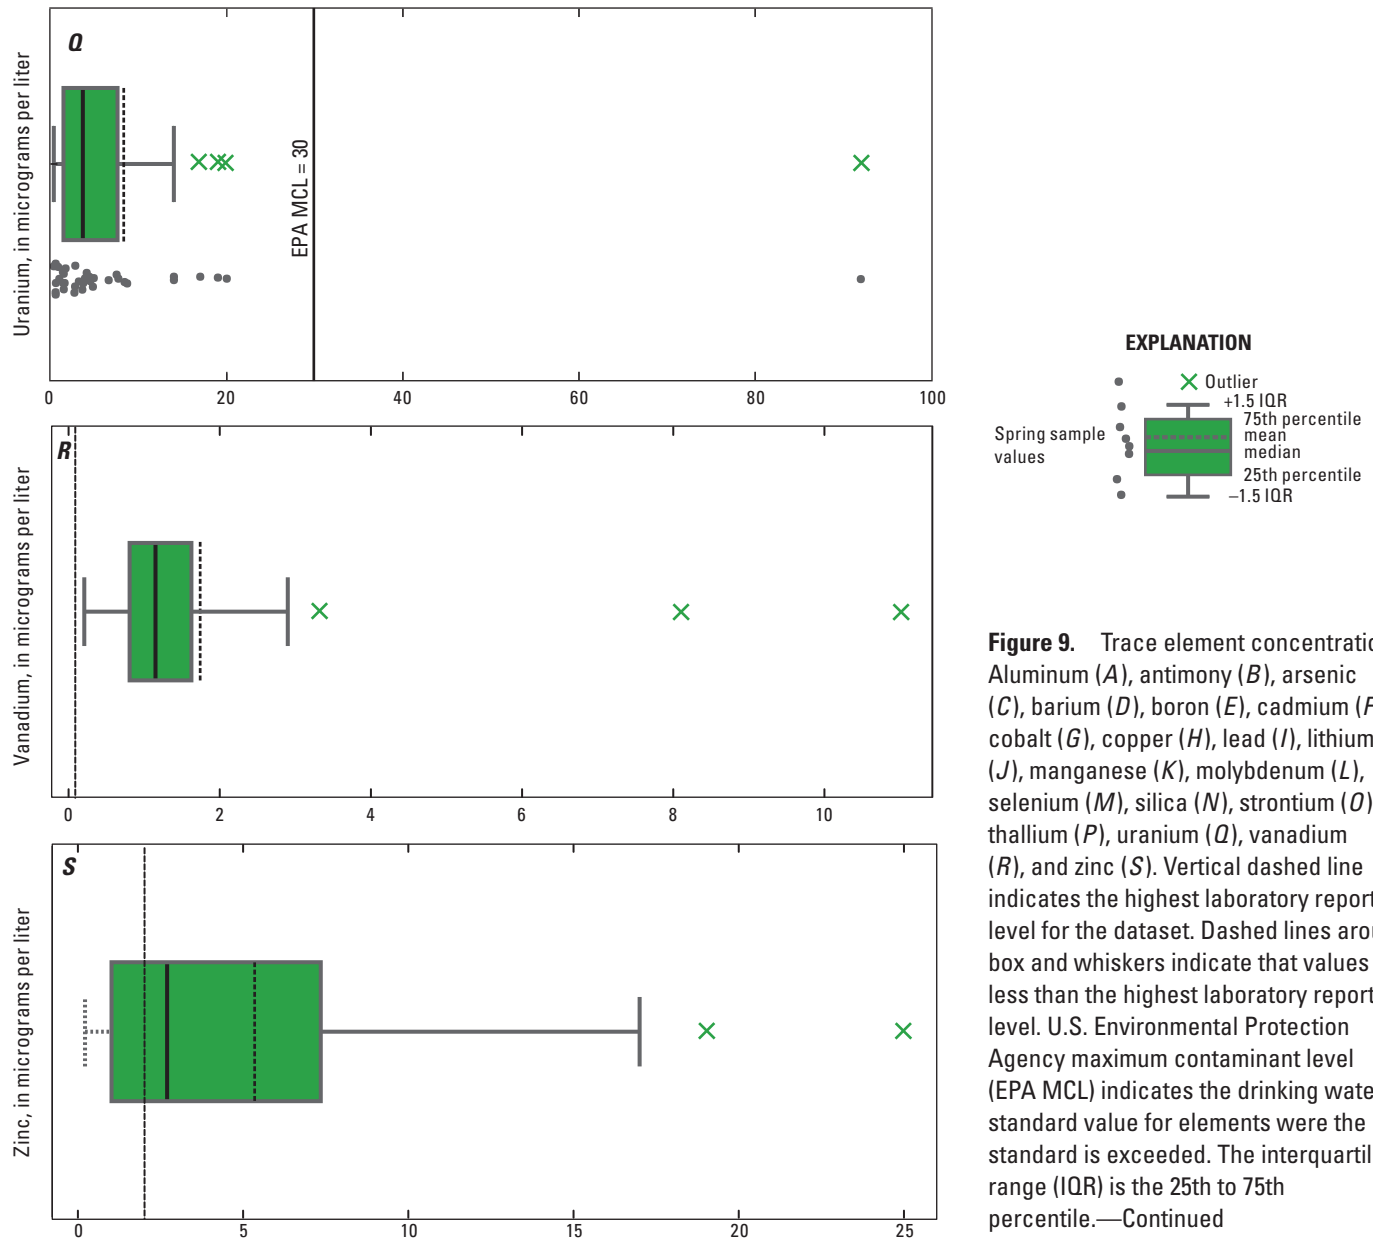 Q
Uranium, in micrograms per liter
EPA MCL = 30
0 20 40 60 80 100
R
Vanadium, in micrograms per liter
0 2 4 6 8 10
S
Zinc, in micrograms per liter
0 5 10 15 20 25
EXPLANATION
Outlier
+1.5 IQR
75th percentile
Spring sample values
mean
median
25th percentile
–1.5 IQR
Figure 9. Trace element concentratio
Aluminum (A), antimony (B), arsenic
(C), barium (D), boron (E), cadmium (F
cobalt (G), copper (H), lead (I), lithium
(J), manganese (K), molybdenum (L),
selenium (M), silica (N), strontium (O)
thallium (P), uranium (Q), vanadium
(R), and zinc (S). Vertical dashed line
indicates the highest laboratory report
level for the dataset. Dashed lines arou
box and whiskers indicate that values
less than the highest laboratory report
level. U.S. Environmental Protection
Agency maximum contaminant level
(EPA MCL) indicates the drinking wate
standard value for elements were the
standard is exceeded. The interquartil
range (IQR) is the 25th to 75th
percentile.—Continued